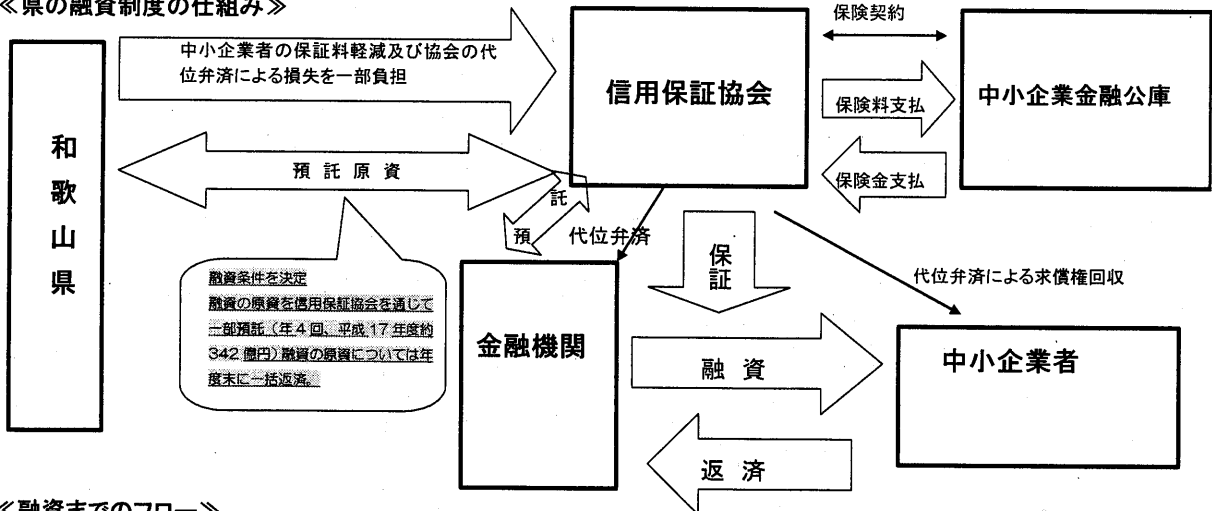 ≪県の融資制度の仕組み≫
和歌山県
中小企業者の保証料軽減及び協会の代
位弁済による損失を一部負担
信用保証協会
保険契約
保険料支払
保険金支払
中小企業金融公庫
預託原資
預託
代位弁済
保証
代位弁済による求償権回収
融資条件を決定
融資の原資を信用保証協会を通して
一部預託（年4回、平成17年度約
342億円）融資の原資については年
度末に一括返済。
金融機関
融資
返済
中小企業者
≪融資までのフロー≫